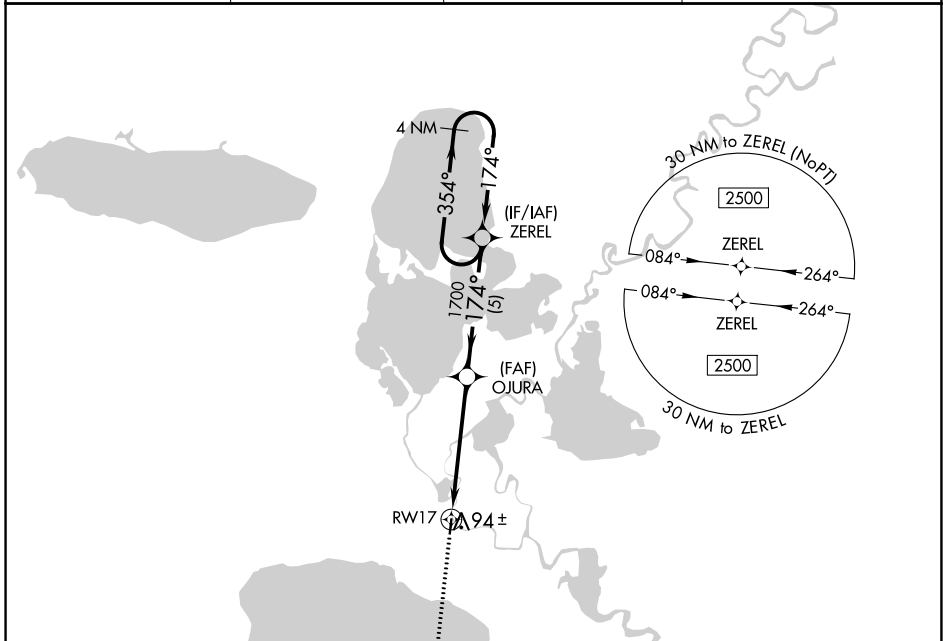 4 NM
354°
174°
(IF/IAF)
ZEREL
1700
174°
(5)
(FAF)
OJURA
RW17
94 ±
30 NM to ZEREL (NoPT)
2500
ZEREL
084°
264°
084°
264°
ZEREL
2500
30 NM to ZEREL